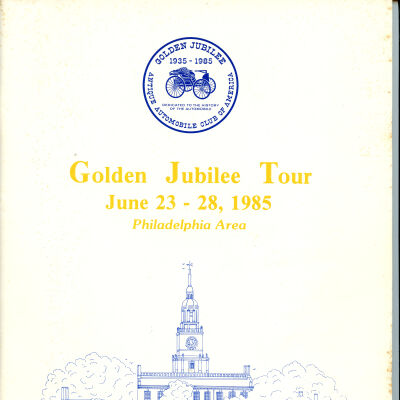 GOLDEN JUBILEE
1935 - 1985
DEDICATED TO THE HISTORY
OF THE AUTOMOBILE
ANTIQUE AUTOMOBILE CLUB OF AMERICA
Golden Jubilee Tour
June 23 - 28, 1985
Philadelphia Area